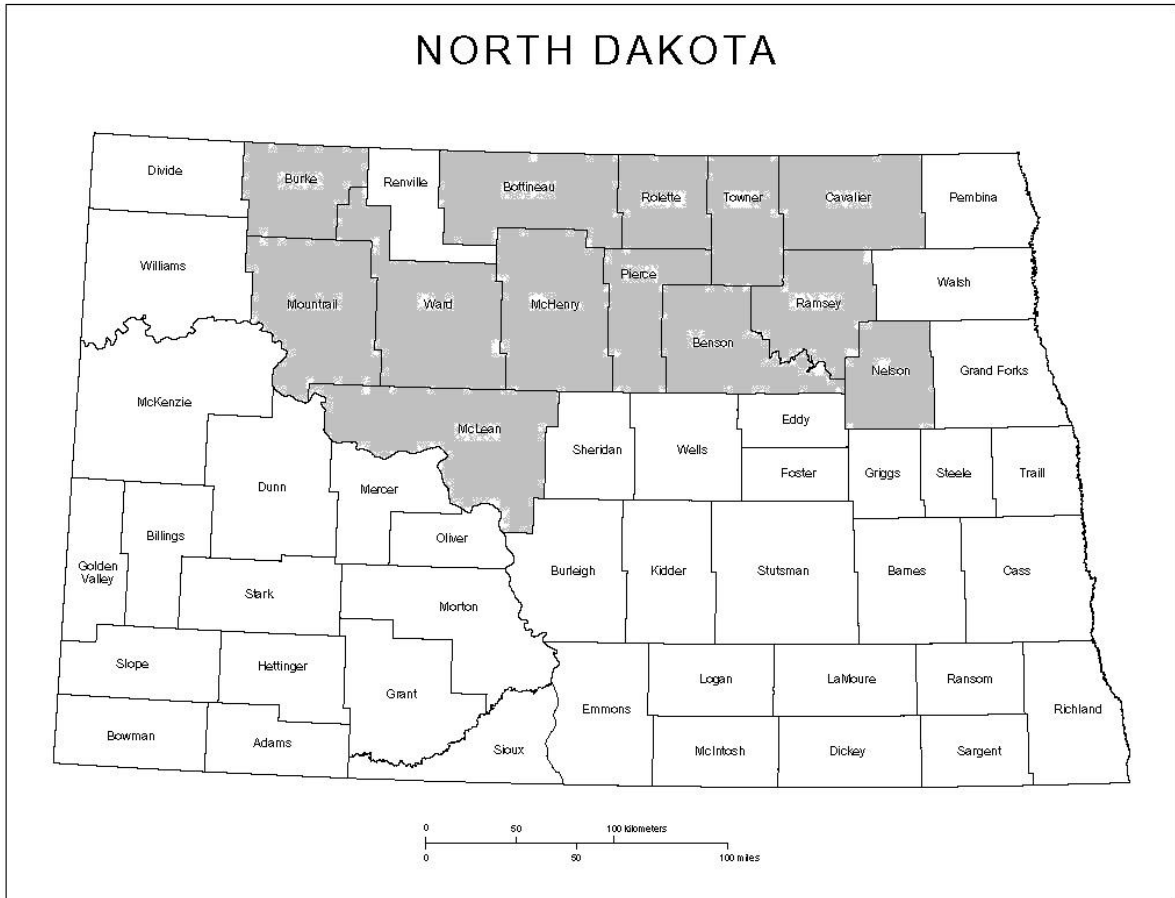 NORTH DAKOTA
Divide
Burke
Renville
Bottineau
Rolette
Towner
Cavalier
Pembina
Williams
Mountrail
Ward
McHenry
Pierce
Ramsey
Walsh
Benson
Nelson
Grand Forks
McKenzie
McLean
Sheridan
Wells
Eddy
Foster
Griggs
Steele
Traill
Dunn
Mercer
Oliver
Billings
Golden
Valley
Stark
Morton
Burleigh
Kidder
Stutsman
Barnes
Cass
Slope
Hettinger
Grant
Logan
LaMoure
Ransom
Richland
Emmons
Bowman
Adams
Sioux
McIntosh
Dickey
Sargent
0 50 100 kilometers
0 50 100 miles